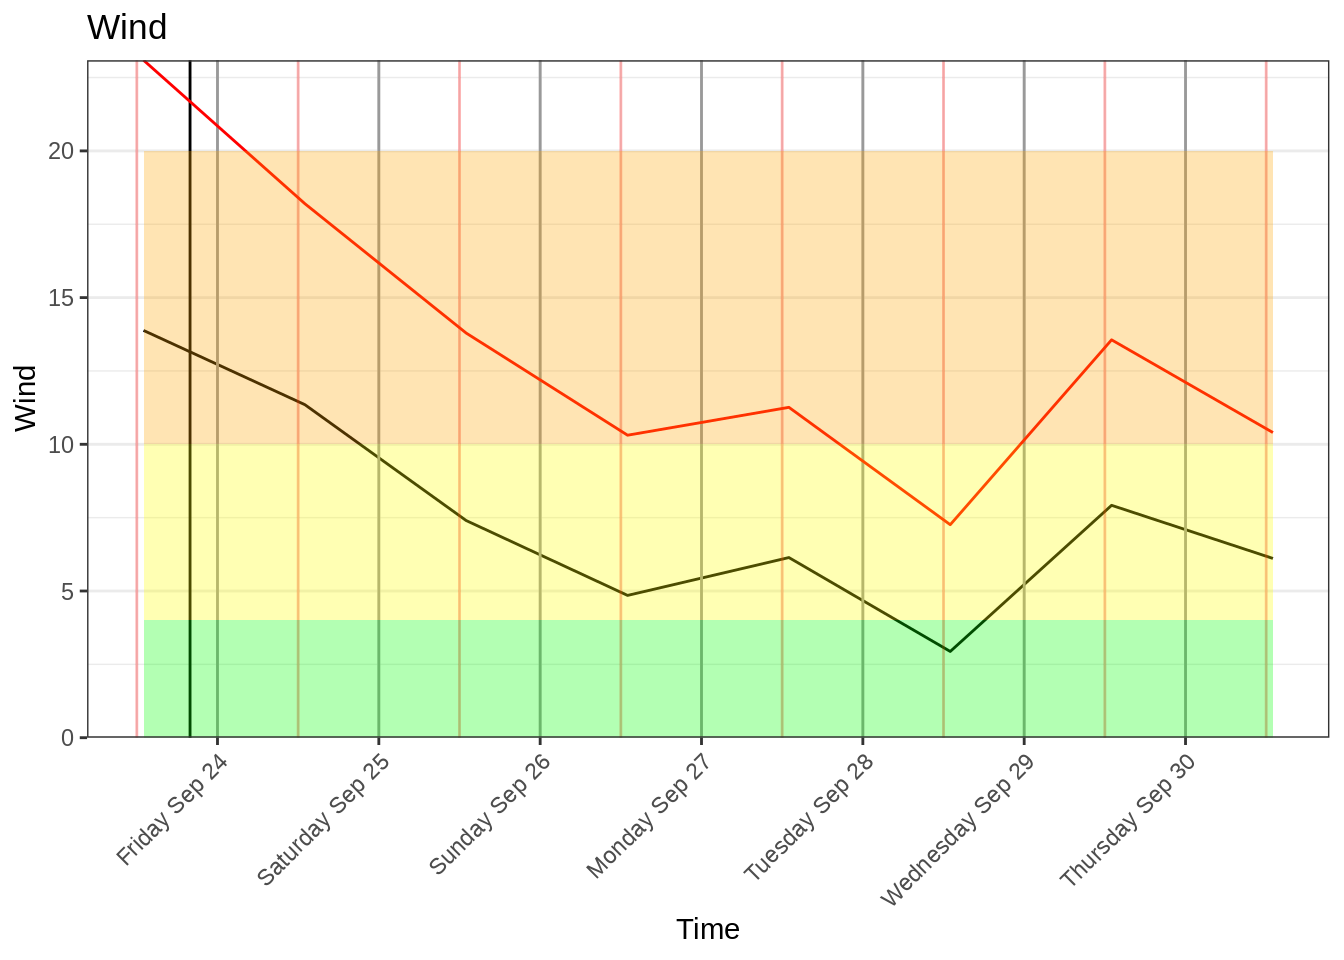 Wind
Wind
20
15
10
5
0
Friday Sep 24
Saturday Sep 25
Sunday Sep 26
Monday Sep 27
Tuesday Sep 28
Wednesday Sep 29
Thursday Sep 30
Time